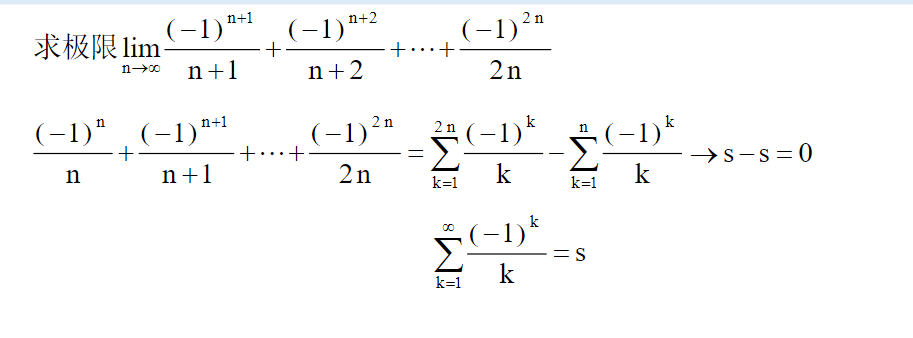 求极限 lim_{n→∞} (-1)^{n+1}/(n+1) + (-1)^{n+2}/(n+2) + ⋯ + (-1)^{2n}/(2n)
(-1)^n/n + (-1)^{n+1}/(n+1) + ⋯ + (-1)^{2n}/(2n) = ∑_{k=1}^{2n} (-1)^k/k − ∑_{k=1}^{n} (-1)^k/k → s − s = 0
∑_{k=1}^{∞} (-1)^k/k = s